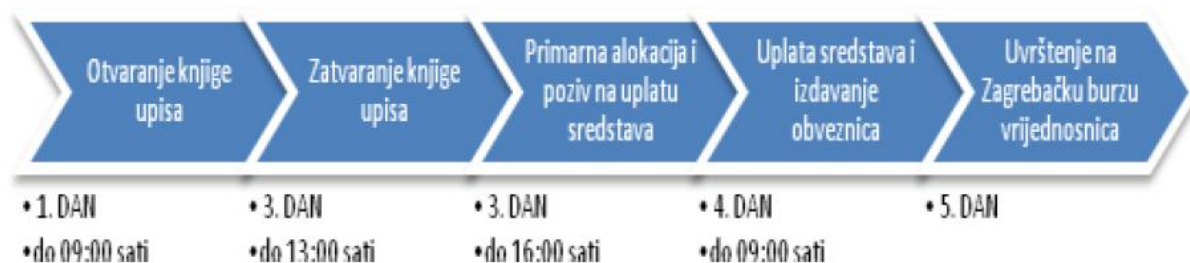 Otvaranje knjige
upisa
Zatvaranje knjige
upisa
Primarna alokacija i
poziv na uplatu
sredstava
Uplata sredstava i
izdavanje
obveznica
Uvrštenje na
Zagrebačku burzu
vrijednosnica
• 1. DAN
•do 09:00 sati
• 3. DAN
•do 13:00 sati
• 3. DAN
•do 16:00 sati
• 4. DAN
•do 09:00 sati
• 5. DAN